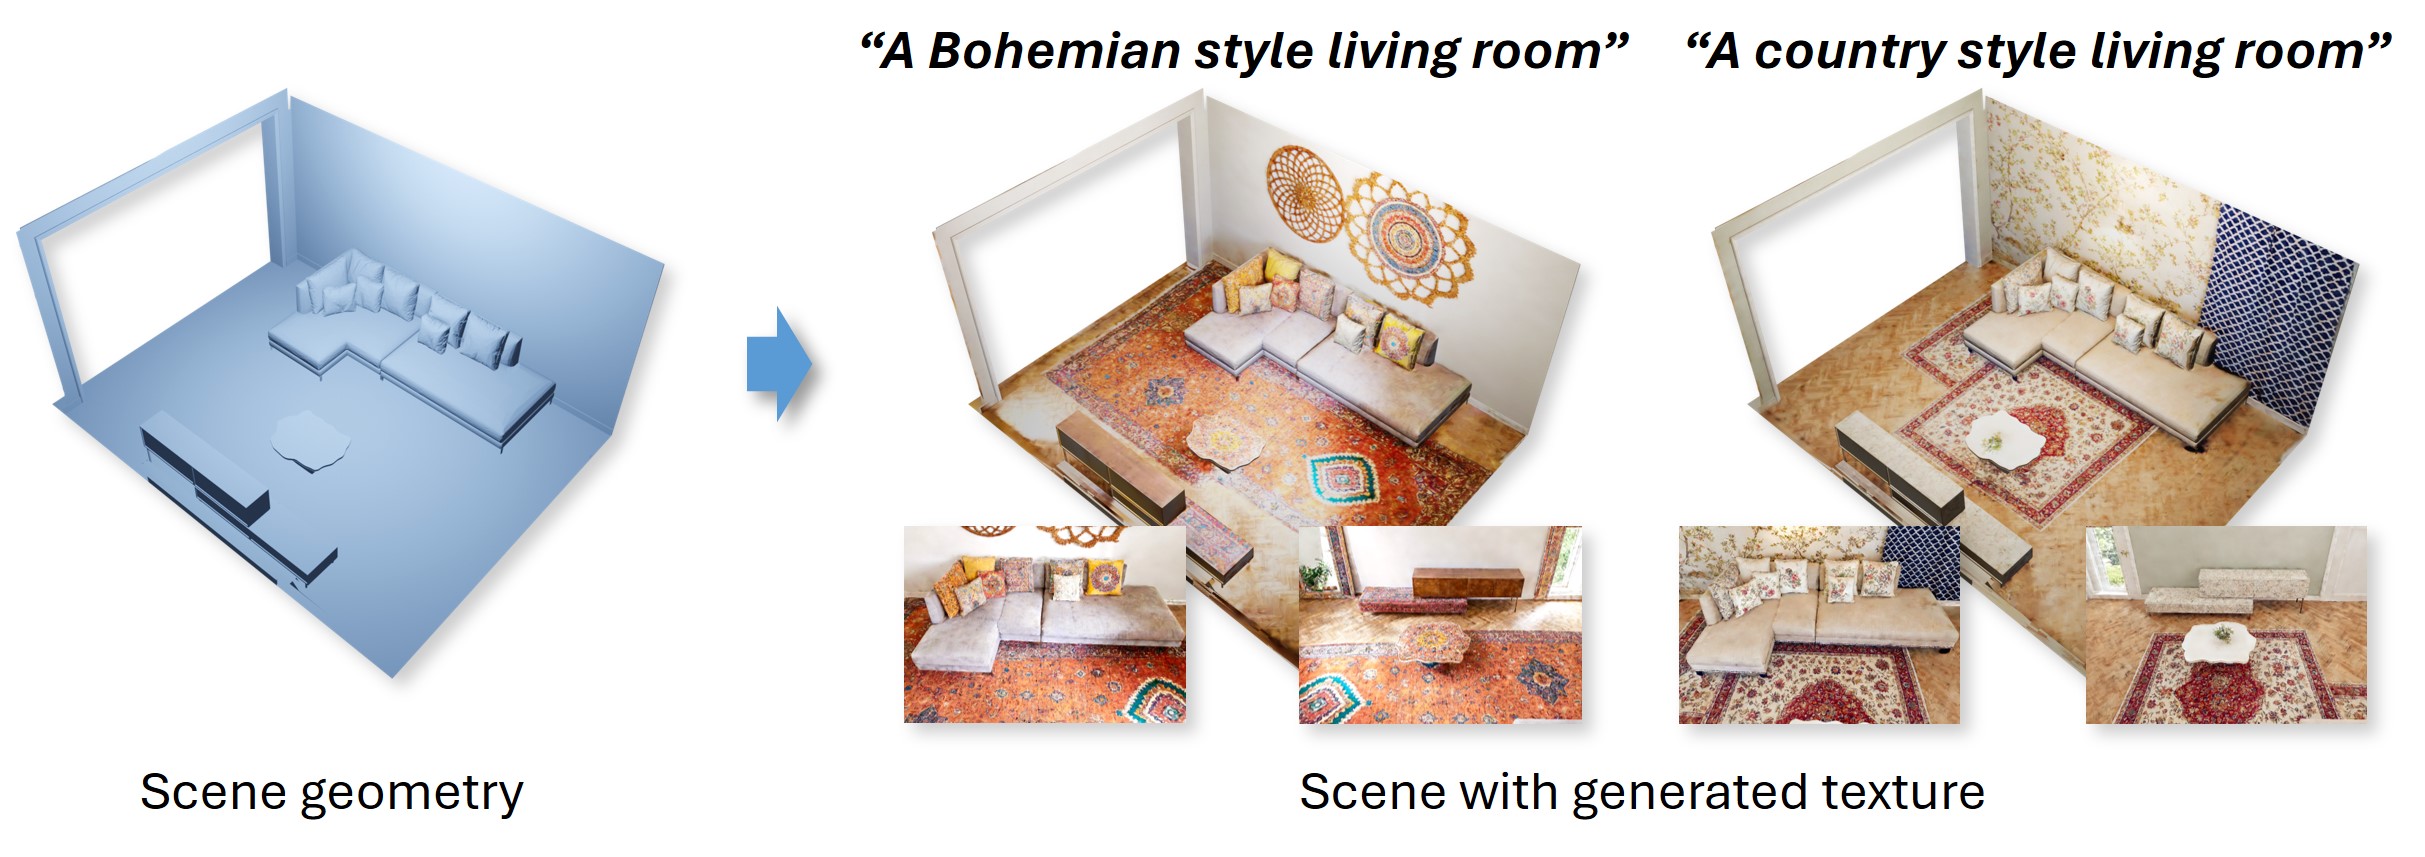 “A Bohemian style living room”
“A country style living room”
Scene geometry
Scene with generated texture